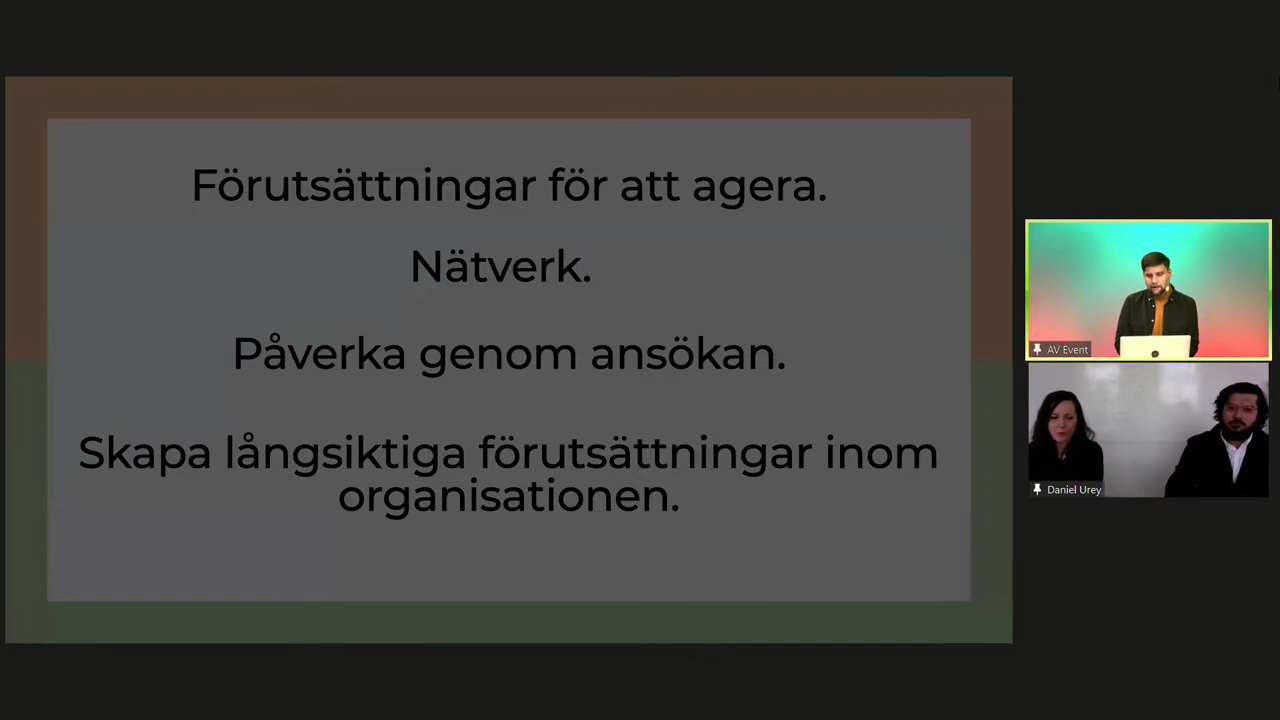 Förutsättningar för att agera.
Nätverk.
Påverka genom ansökan.
Skapa långsiktiga förutsättningar inom
organisationen.
AV Event
Daniel Urey